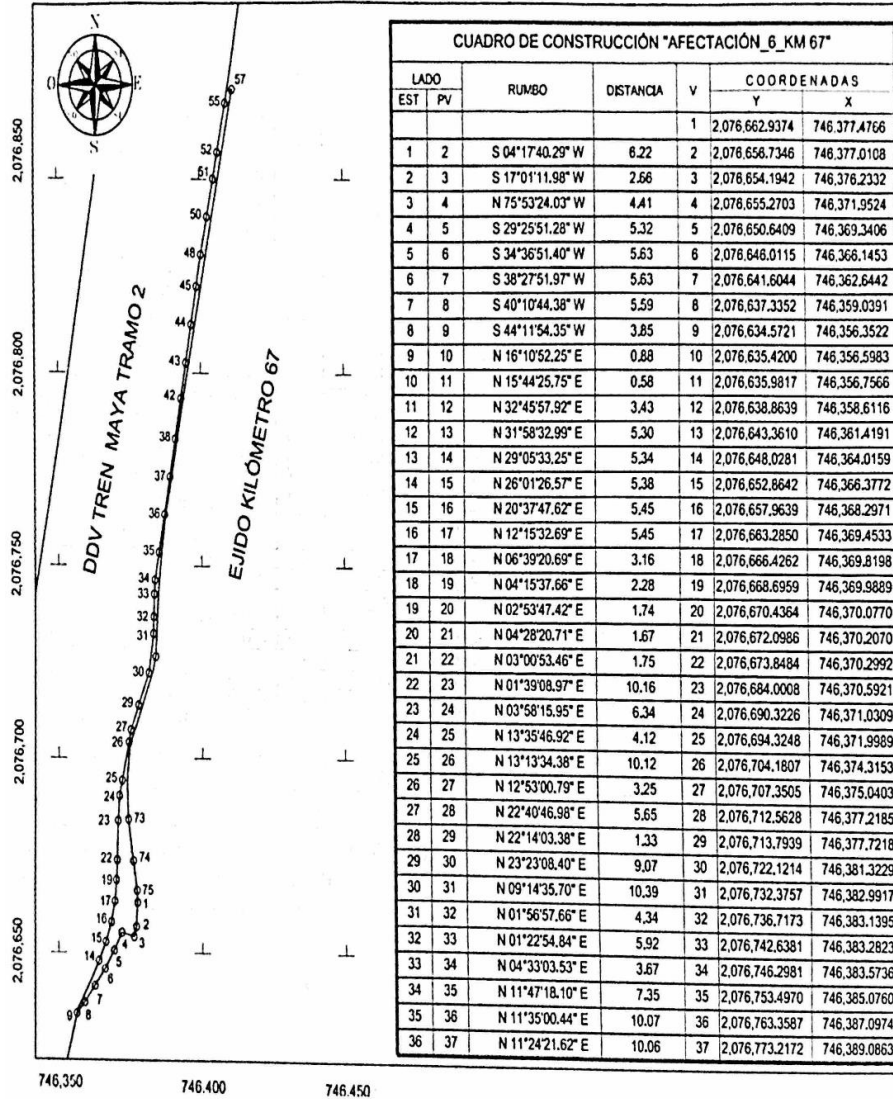 N
O E
S
2,076,850
2,076,800
2,076,750
2,076,700
2,076,650
746,350 746.400 746.450
DDV TREN MAYA TRAMO 2
EJIDO KILÓMETRO 67
57
55
52
51
50
48
45
44
43
42
38
37
36
35
34
33
32
31
30
29
27
26
25
24
23 73
22 74
19 75
17 1
16 2
15 4 3
14 5
6
7
9 8
CUADRO DE CONSTRUCCIÓN "AFECTACIÓN_6_KM 67"
LADO RUMBO DISTANCIA V COORDENADAS
EST PV Y X
1 2,076,662.9374 746,377.4766
1 2 S 04°17'40.29" W 6.22 2 2,076,656.7346 746,377.0108
2 3 S 17°01'11.98" W 2.66 3 2,076,654.1942 746,376.2332
3 4 N 75°53'24.03" W 4.41 4 2,076,655.2703 746,371.9524
4 5 S 29°25'51.28" W 5.32 5 2,076,650.6409 746,369.3406
5 6 S 34°36'51.40" W 5.63 6 2,076,646.0115 746,366.1453
6 7 S 38°27'51.97" W 5.63 7 2,076,641.6044 746,362.6442
7 8 S 40°10'44.38" W 5.59 8 2,076,637.3352 746,359.0391
8 9 S 44°11'54.35" W 3.85 9 2,076,634.5721 746,356.3522
9 10 N 16°10'52.25" E 0.88 10 2,076,635.4200 746,356.5983
10 11 N 15°44'25.75" E 0.58 11 2,076,635.9817 746,356.7566
11 12 N 32°45'57.92" E 3.43 12 2,076,638.8639 746,358.6116
12 13 N 31°58'32.99" E 5.30 13 2,076,643.3610 746,361.4191
13 14 N 29°05'33.25" E 5.34 14 2,076,648.0281 746,364.0159
14 15 N 26°01'26.57" E 5.38 15 2,076,652.8642 746,366.3772
15 16 N 20°37'47.62" E 5.45 16 2,076,657.9639 746,368.2971
16 17 N 12°15'32.69" E 5.45 17 2,076,663.2850 746,369.4533
17 18 N 06°39'20.69" E 3.16 18 2,076,666.4262 746,369.8198
18 19 N 04°15'37.66" E 2.28 19 2,076,668.6959 746,369.9889
19 20 N 02°53'47.42" E 1.74 20 2,076,670.4364 746,370.0770
20 21 N 04°28'20.71" E 1.67 21 2,076,672.0986 746,370.2070
21 22 N 03°00'53.46" E 1.75 22 2,076,673.8484 746,370.2992
22 23 N 01°39'08.97" E 10.16 23 2,076,684.0008 746,370.5921
23 24 N 03°58'15.95" E 6.34 24 2,076,690.3226 746,371.0309
24 25 N 13°35'46.92" E 4.12 25 2,076,694.3248 746,371.9989
25 26 N 13°13'34.38" E 10.12 26 2,076,704.1807 746,374.3153
26 27 N 12°53'00.79" E 3.25 27 2,076,707.3505 746,375.0403
27 28 N 22°40'46.98" E 5.65 28 2,076,712.5628 746,377.2185
28 29 N 22°14'03.38" E 1.33 29 2,076,713.7939 746,377.7218
29 30 N 23°23'08.40" E 9.07 30 2,076,722.1214 746,381.3229
30 31 N 09°14'35.70" E 10.39 31 2,076,732.3757 746,382.9917
31 32 N 01°56'57.66" E 4.34 32 2,076,736.7173 746,383.1395
32 33 N 01°22'54.84" E 5.92 33 2,076,742.6381 746,383.2823
33 34 N 04°33'03.53" E 3.67 34 2,076,746.2981 746,383.5736
34 35 N 11°47'18.10" E 7.35 35 2,076,753.4970 746,385.0760
35 36 N 11°35'00.44" E 10.07 36 2,076,763.3587 746,387.0974
36 37 N 11°24'21.62" E 10.06 37 2,076,773.2172 746,389.0863